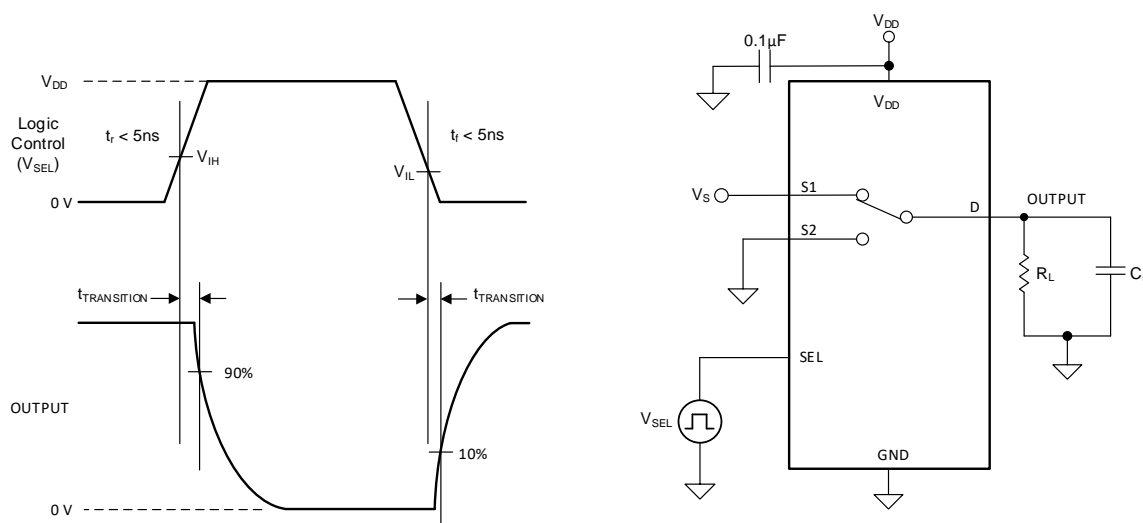 V_DD
Logic
Control
(V_SEL)
t_r < 5ns
V_IH
t_f < 5ns
V_IL
0 V
t_TRANSITION
t_TRANSITION
90%
OUTPUT
10%
0 V
V_DD
0.1µF
V_DD
V_S
S1
D
OUTPUT
S2
R_L
C
SEL
V_SEL
GND